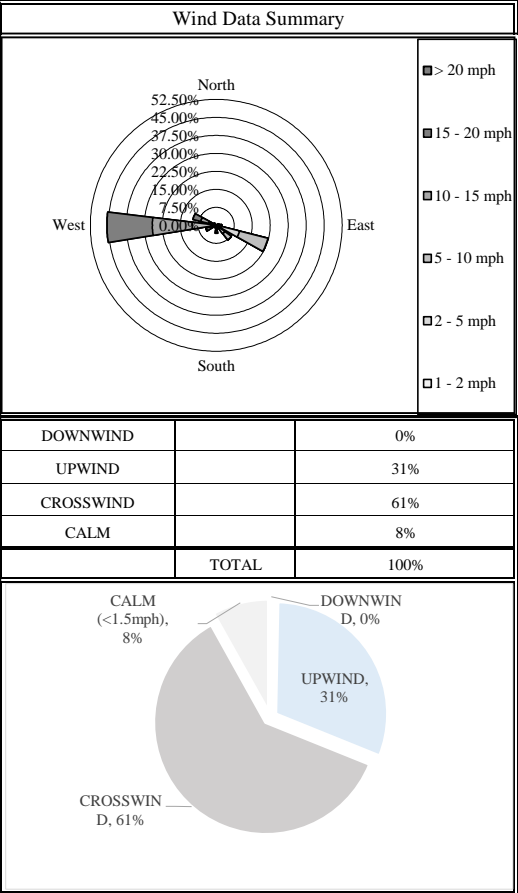 Wind Data Summary
North
52.50%
45.00%
37.50%
30.00%
22.50%
15.00%
7.50%
0.00%
West
East
South
> 20 mph
15 - 20 mph
10 - 15 mph
5 - 10 mph
2 - 5 mph
1 - 2 mph
DOWNWIND 0%
UPWIND 31%
CROSSWIND 61%
CALM 8%
TOTAL 100%
CALM
(<1.5mph),
8%
DOWNWIN
D, 0%
UPWIND,
31%
CROSSWIN
D, 61%